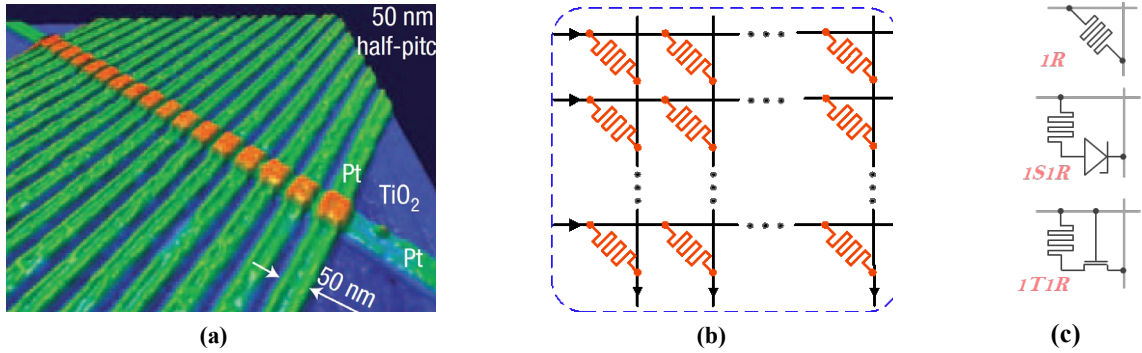 50 nm
half-pitc
Pt
TiO2
Pt
50 nm
(a)
(b)
1R
1S1R
1T1R
(c)